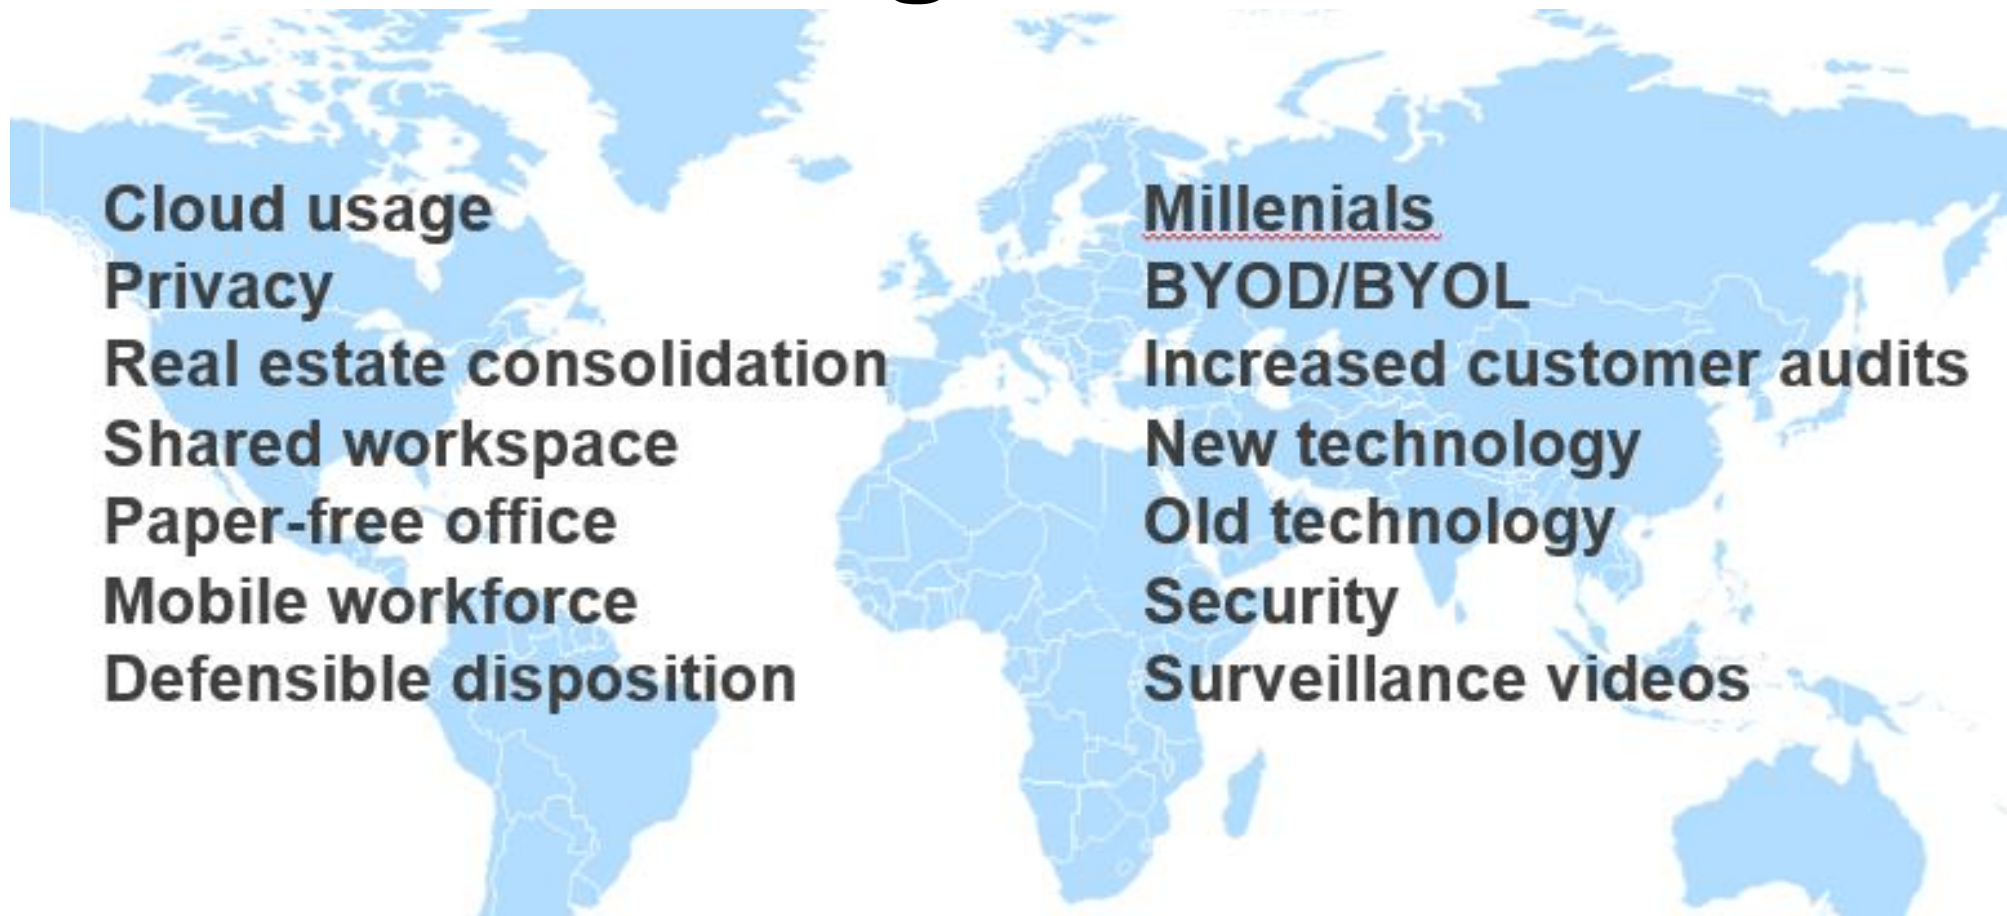 Cloud usage
Privacy
Real estate consolidation
Shared workspace
Paper-free office
Mobile workforce
Defensible disposition
Millenials
BYOD/BYOL
Increased customer audits
New technology
Old technology
Security
Surveillance videos